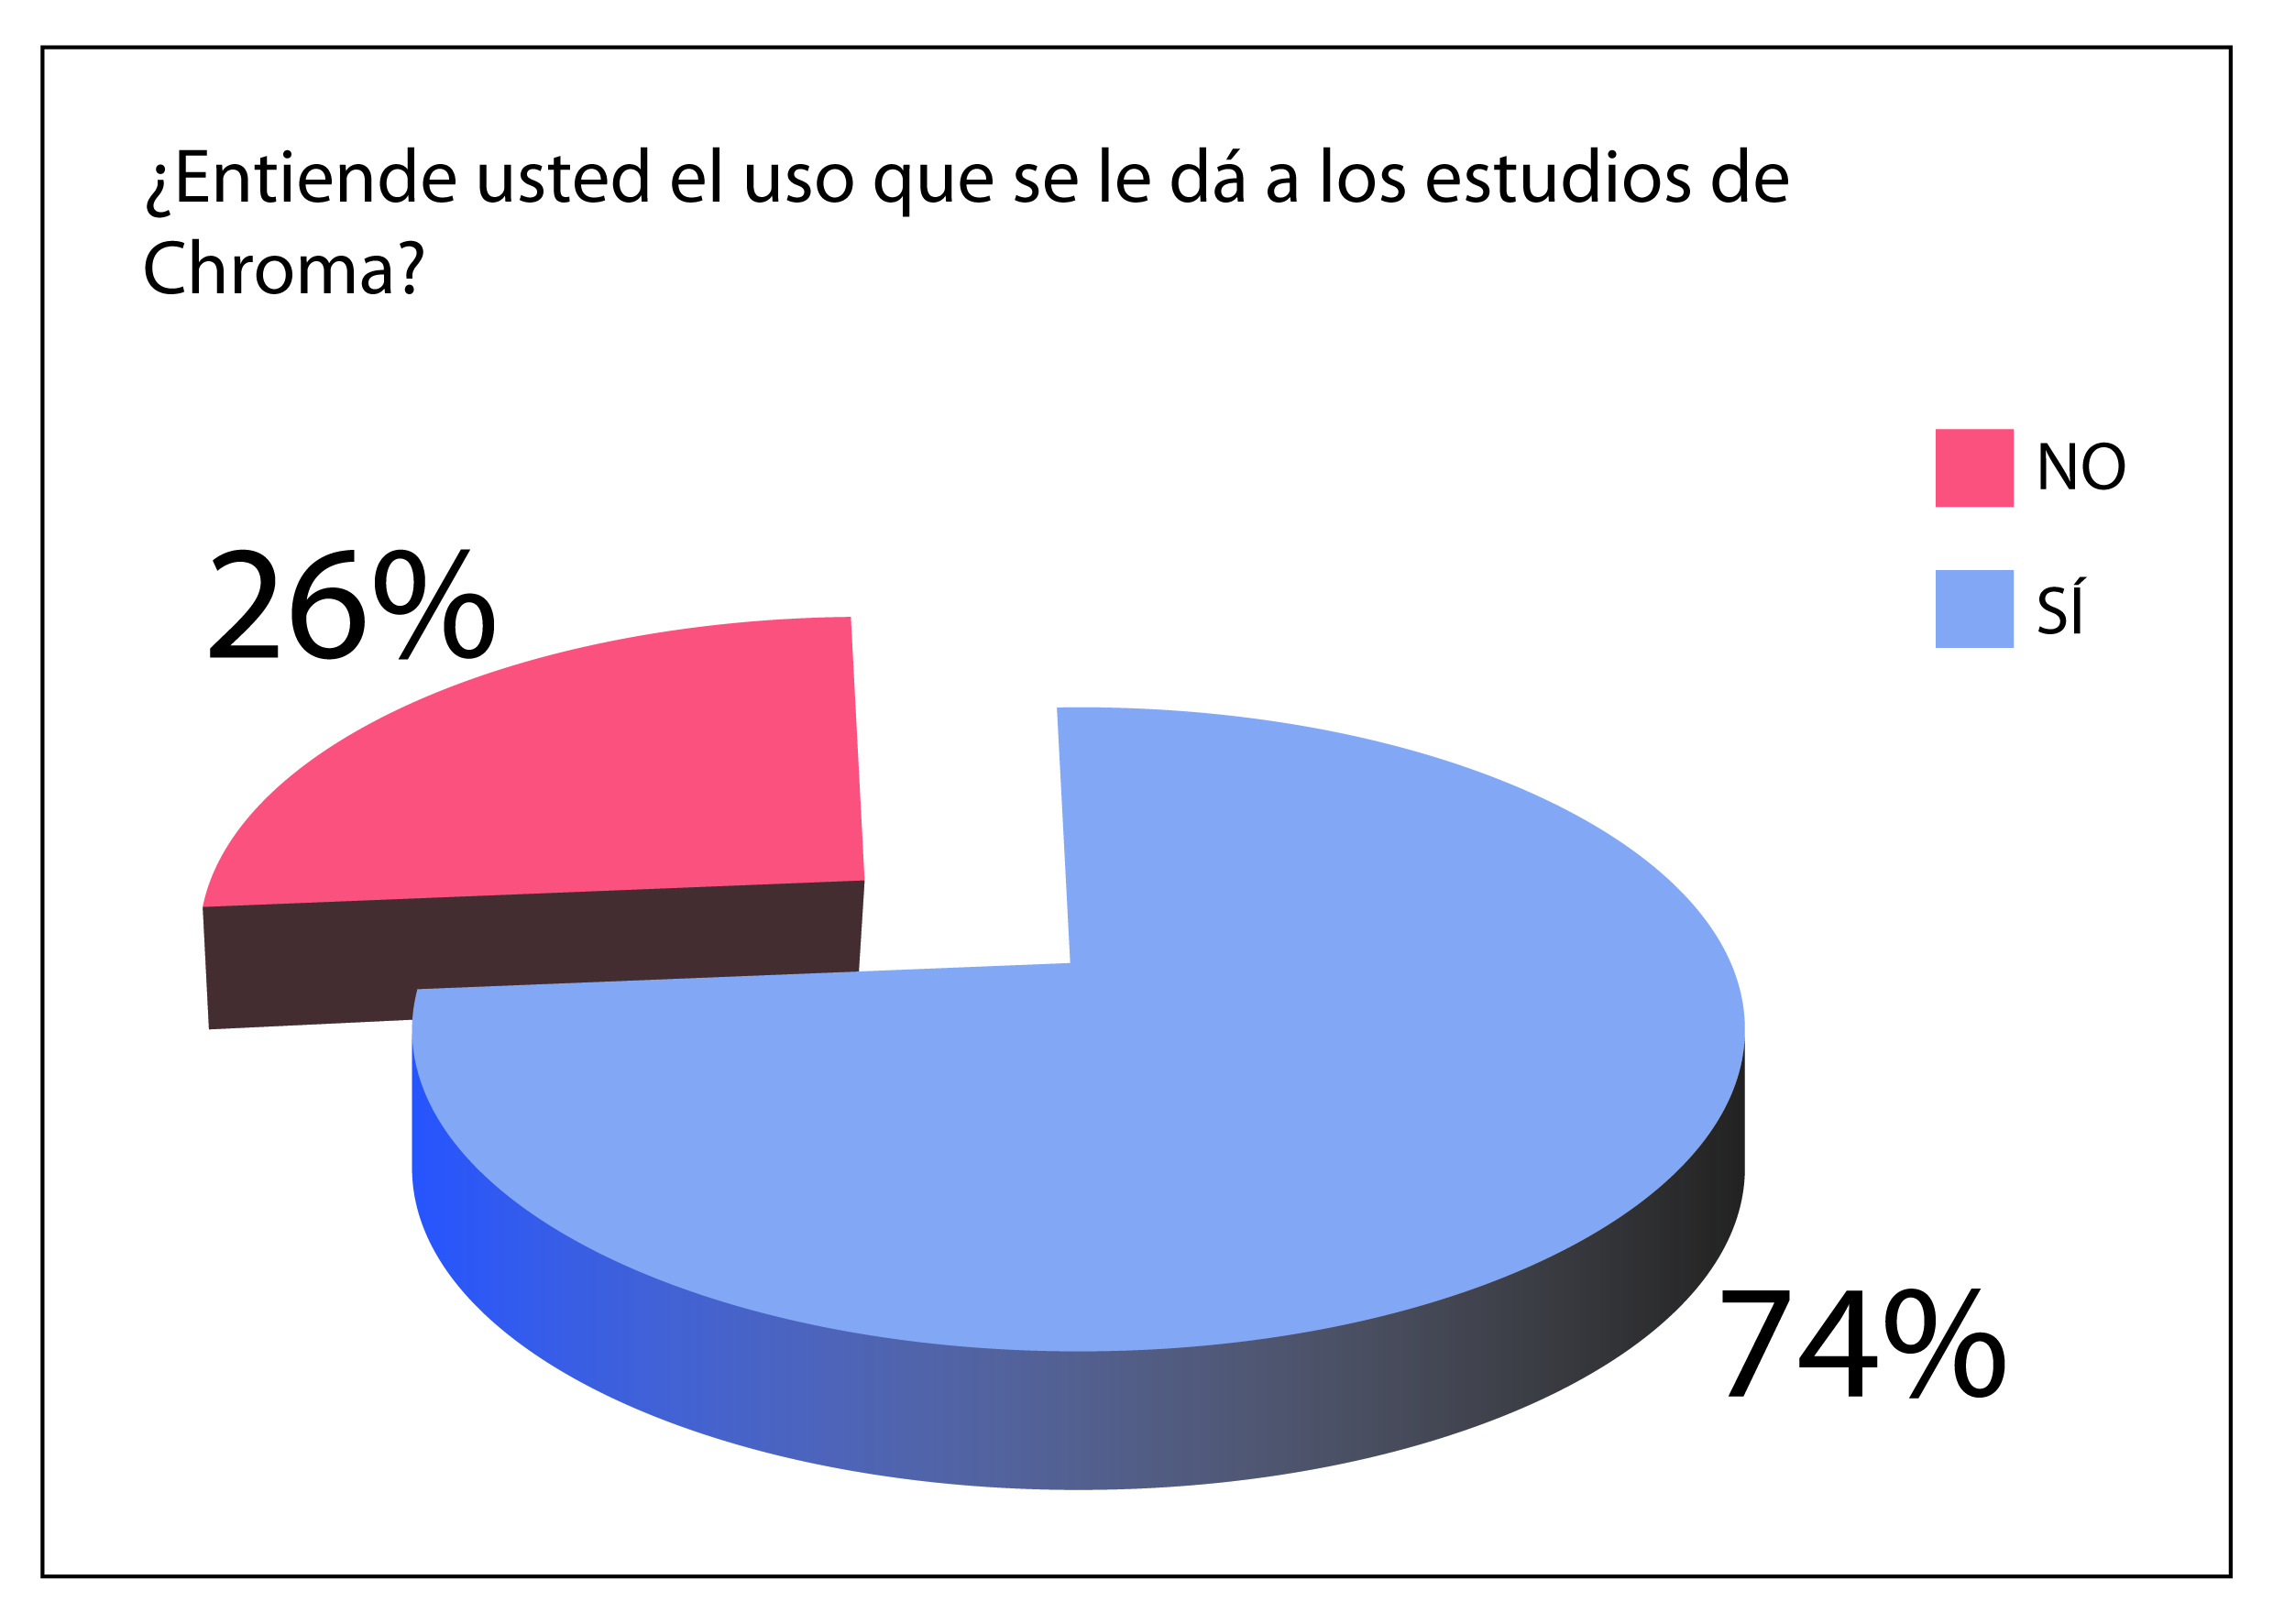 ¿Entiende usted el uso que se le dá a los estudios de
Chroma?
NO
26%
SÍ
74%